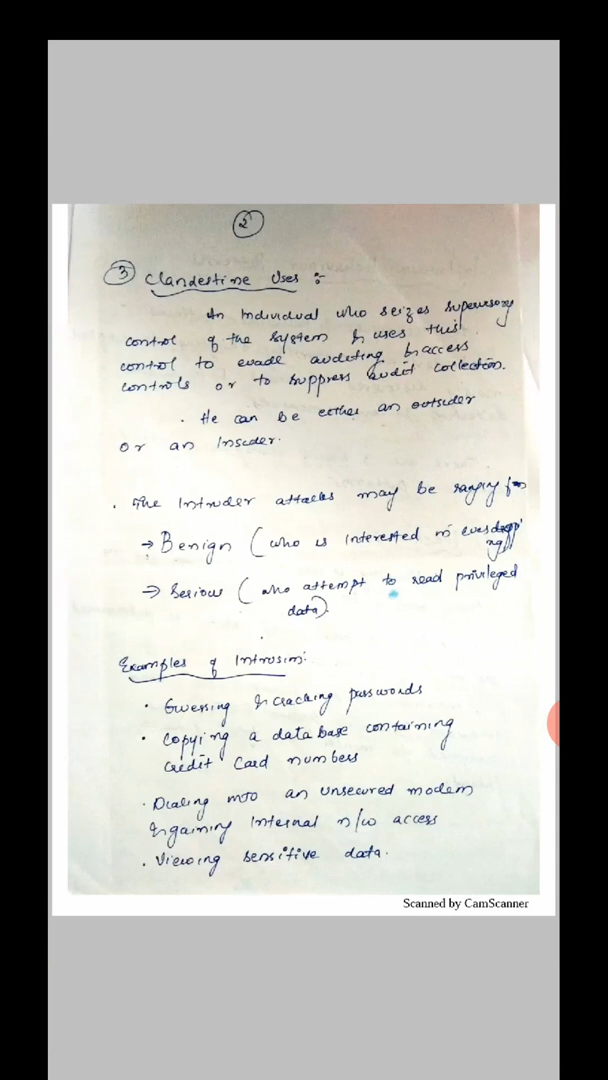 2
③ Clandestine Uses :-
An Individual who seizes supervisory
control of the system & uses this
control to evade auditing & access
controls or to suppress audit collection.
. He can be either an outsider
or an Insider.
. The Intruder attacks may be ranging from
→ Benign ( who is Interested in evesdropp
ing)
→ Serious ( who attempt to read privileged
data).
Examples of Intrusion:
. Guessing & cracking passwords
. Copying a database containing
Credit Card numbers
. Dialing into an unsecured modem
& gaining Internal n/w access
. Viewing sensitive data.
Scanned by CamScanner